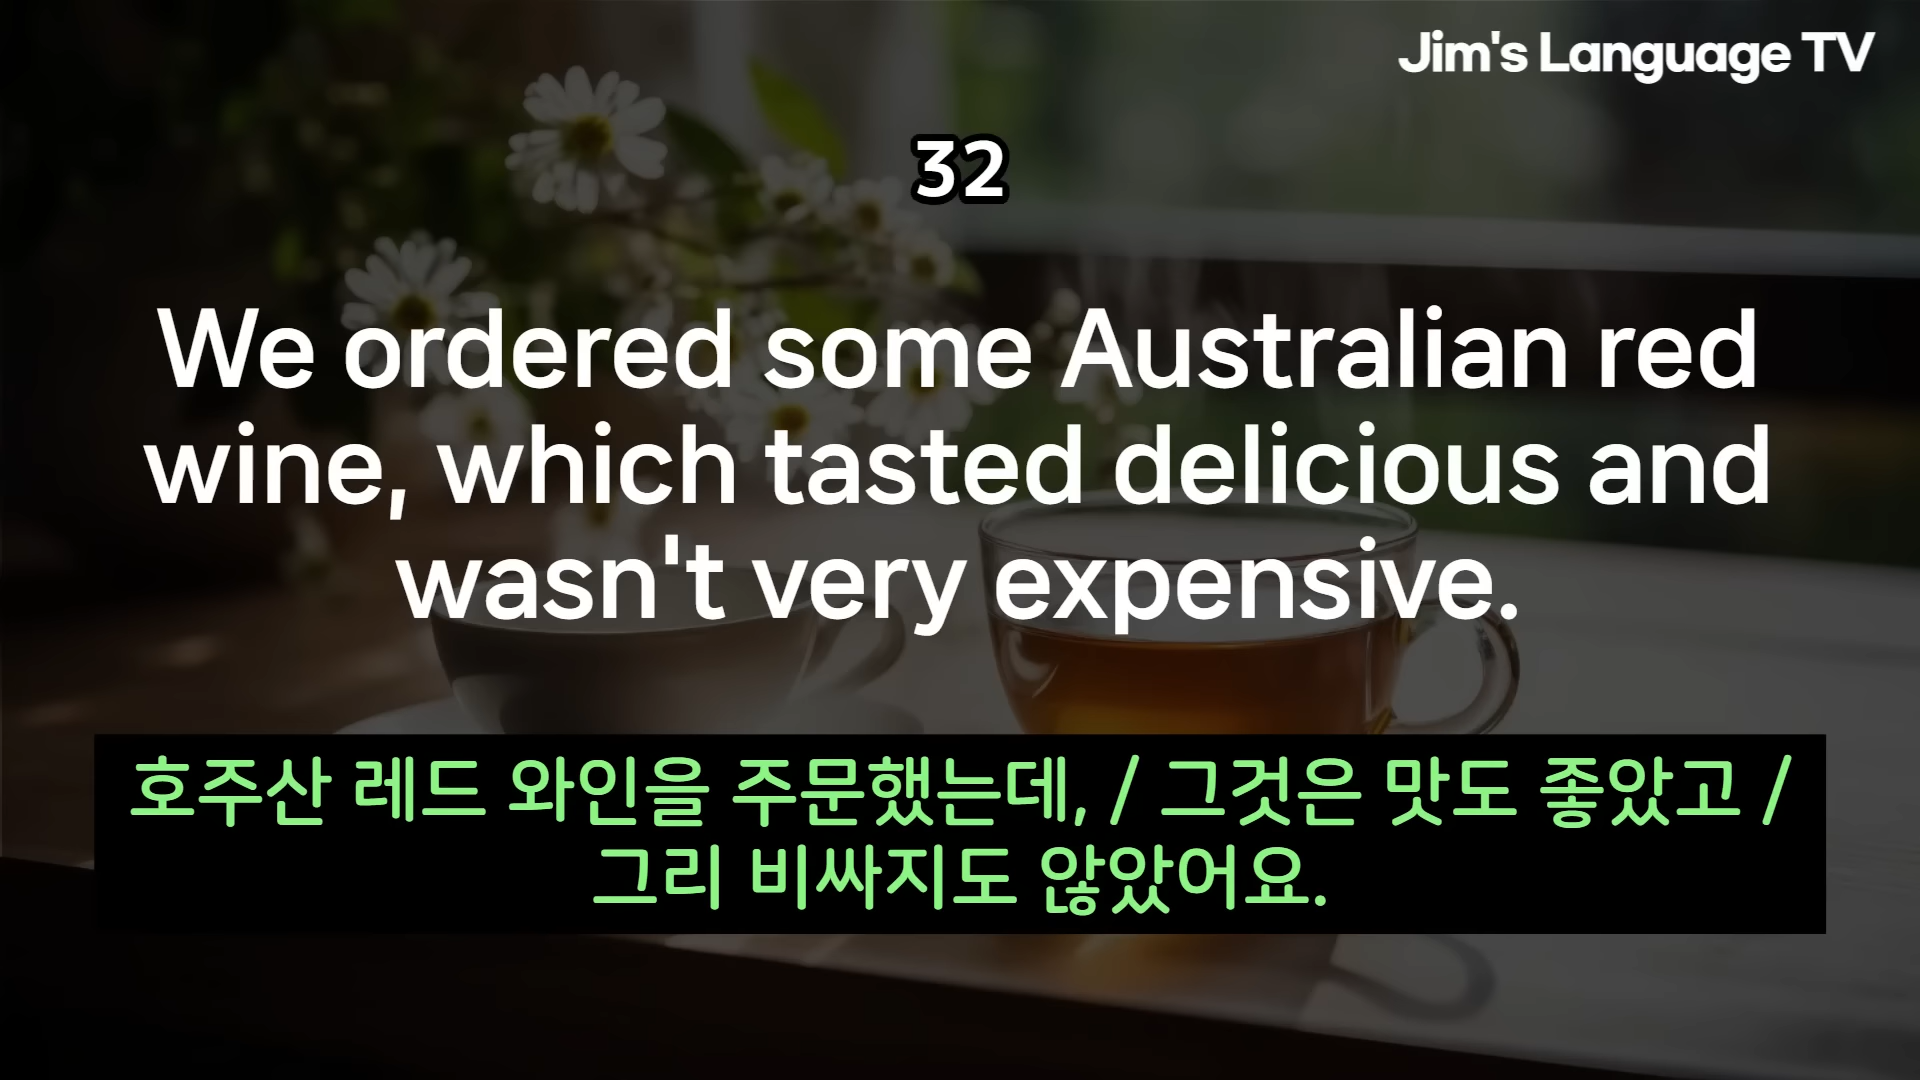 Jim's Language TV
32
We ordered some Australian red
wine, which tasted delicious and
wasn't very expensive.
호주산 레드 와인을 주문했는데, / 그것은 맛도 좋았고 /
그리 비싸지도 않았어요.